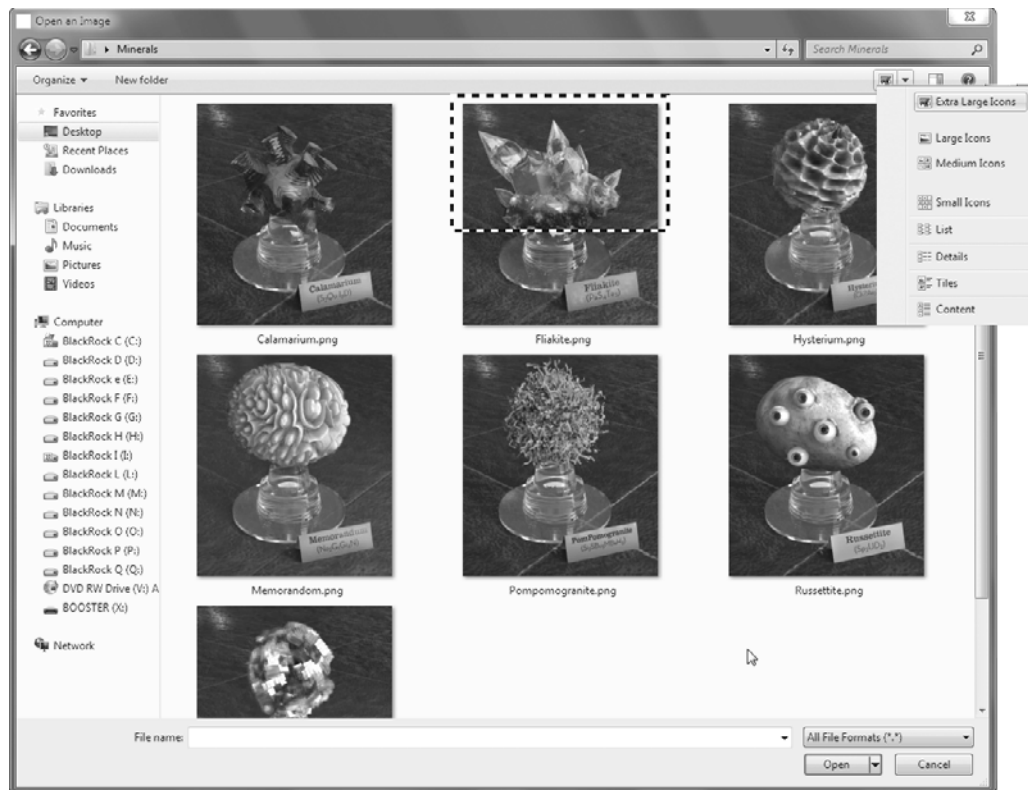 Open an Image
Minerals
Search Minerals
Organize
New folder
Extra Large Icons
Large Icons
Medium Icons
Small Icons
List
Details
Tiles
Content
Favorites
Desktop
Recent Places
Downloads
Libraries
Documents
Music
Pictures
Videos
Computer
BlackRock C (C:)
BlackRock D (D:)
BlackRock e (E:)
BlackRock F (F:)
BlackRock G (G:)
BlackRock H (H:)
BlackRock I (I:)
BlackRock L (L:)
BlackRock M (M:)
BlackRock N (N:)
BlackRock O (O:)
BlackRock P (P:)
BlackRock Q (Q:)
DVD RW Drive (V:) A
BOOSTER (X:)
Network
Calamarium
Fliakite
Calamarium.png
Fliakite.png
Hysterium.png
Memorandum
PomPomogranite
Russettite
Memorandom.png
Pompomogranite.png
Russettite.png
File name:
All File Formats (*.*)
Open
Cancel